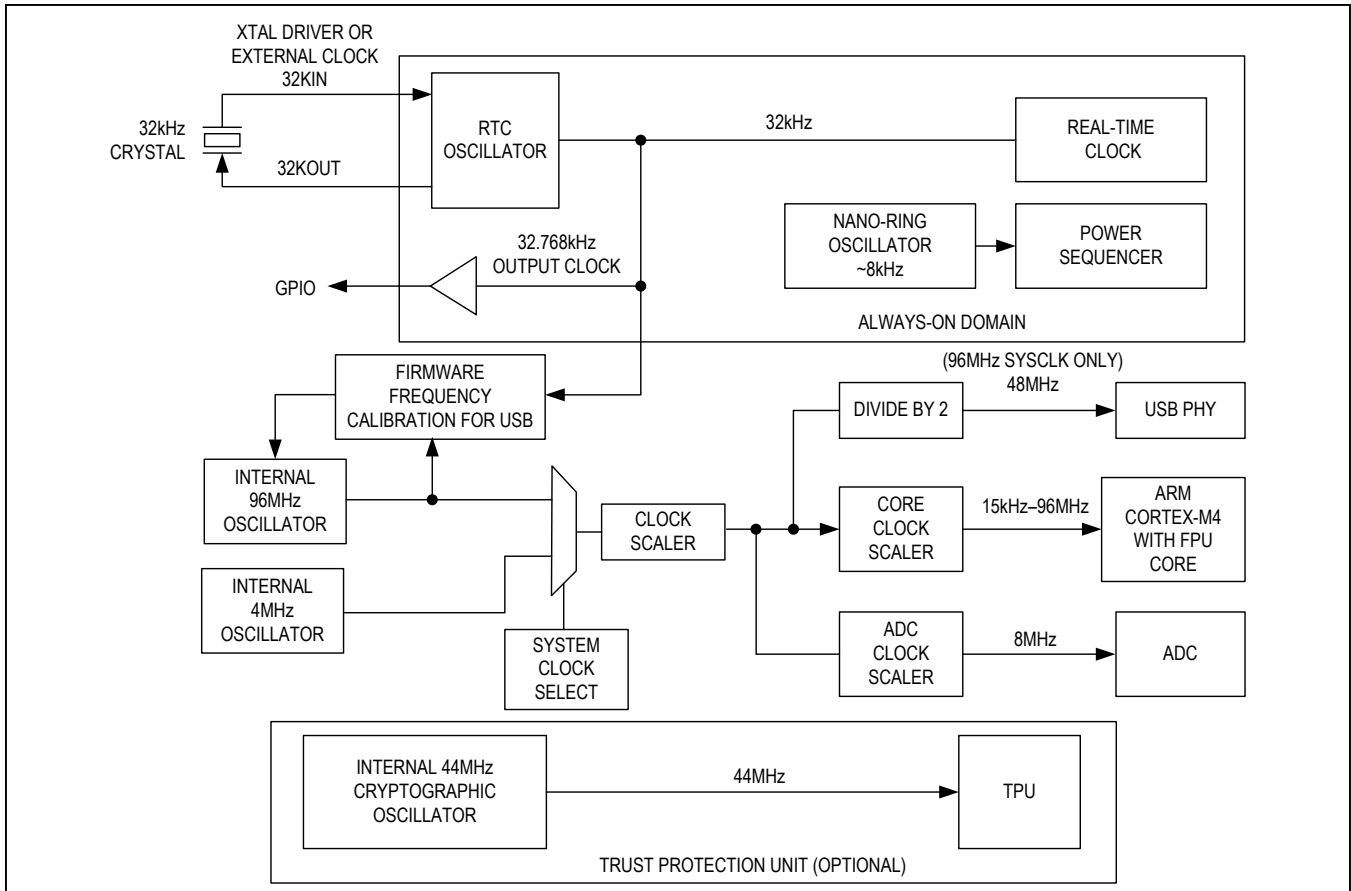 XTAL DRIVER OR
EXTERNAL CLOCK
32KIN
32kHz
CRYSTAL
32KOUT
RTC
OSCILLATOR
32kHz
REAL-TIME
CLOCK
NANO-RING
OSCILLATOR
~8kHz
POWER
SEQUENCER
32.768kHz
OUTPUT CLOCK
GPIO
ALWAYS-ON DOMAIN
FIRMWARE
FREQUENCY
CALIBRATION FOR USB
(96MHz SYSCLK ONLY)
48MHz
DIVIDE BY 2
USB PHY
INTERNAL
96MHz
OSCILLATOR
CLOCK
SCALER
CORE
CLOCK
SCALER
15kHz–96MHz
ARM
CORTEX-M4
WITH FPU
CORE
INTERNAL
4MHz
OSCILLATOR
SYSTEM
CLOCK
SELECT
ADC
CLOCK
SCALER
8MHz
ADC
INTERNAL 44MHz
CRYPTOGRAPHIC
OSCILLATOR
44MHz
TPU
TRUST PROTECTION UNIT (OPTIONAL)